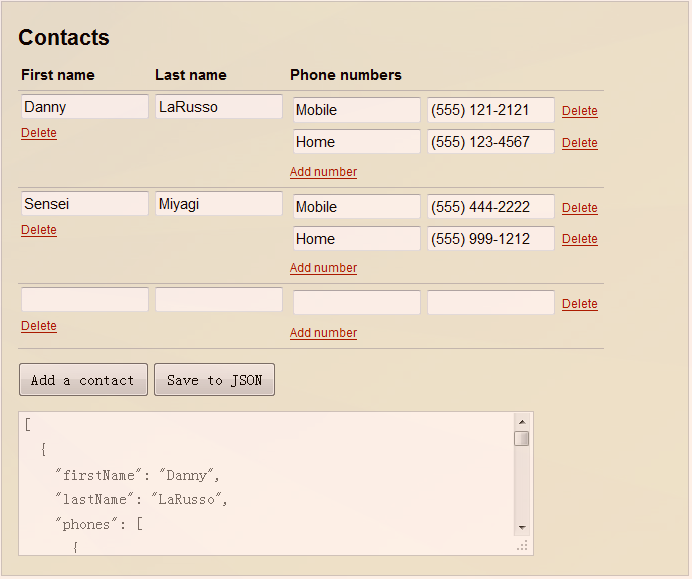 Contacts
First name Last name Phone numbers
Danny LaRusso Mobile (555) 121-2121 Delete
Delete
Home (555) 123-4567 Delete
Add number
Sensei Miyagi Mobile (555) 444-2222 Delete
Delete
Home (555) 999-1212 Delete
Add number
Delete
Delete
Add number
Add a contact Save to JSON
[
{
"firstName": "Danny",
"lastName": "LaRusso",
"phones": [
{